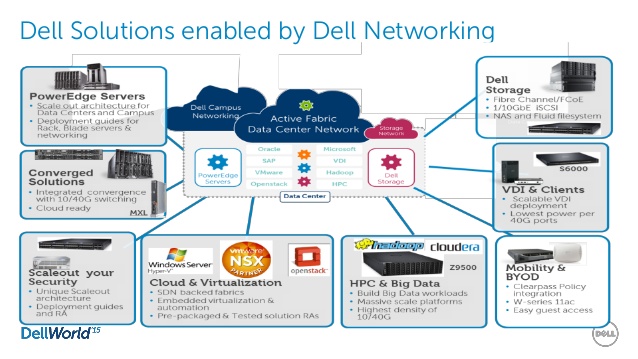 Dell Solutions enabled by Dell Networking
PowerEdge Servers
• Scale out architecture for
Data Centers and Campus
• Deployment guides for
Rack, Blade servers &
networking
Converged
Solutions
• Integrated convergence
with 10/40G switching
• Cloud ready
MXL
Scaleout your
Security
• Unique Scaleout
architecture
• Deployment guides
and RA
Dell Campus
Networking
Active Fabric
Data Center Network
Storage
Network
PowerEdge
Servers
Oracle
Microsoft
SAP
VDI
VMware
Hadoop
Openstack
HPC
Dell
Storage
Data Center
Windows Server
Hyper-V
vmware
NSX
PARTNER
openstack
Cloud & Virtualization
• SDN backed fabrics
• Embedded virtualization &
automation
• Pre-packaged & Tested solution RAs
hadoop
cloudera
Z9500
HPC & Big Data
• Build Big Data workloads
• Massive scale platforms
• Highest density of
10/40G
Dell
Storage
• Fibre Channel/FCoE
• 1/10GbE iSCSI
• NAS and Fluid filesystem
S6000
VDI & Clients
• Scalable VDI
deployment
• Lowest power per
40G ports
Mobility &
BYOD
• Clearpass Policy
integration
• W-series 11ac
• Easy guest access
DellWorld'15
DELL